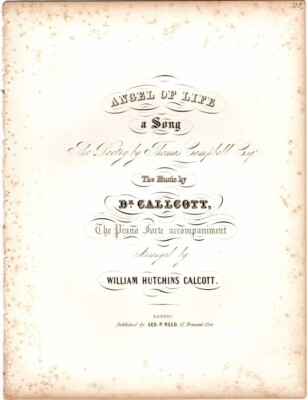 ANGEL OF LIFE
a Song
The Poetry by Thomas Campbell Esqr
The Music by
Dr. CALLCOTT,
The Piano Forte accompaniment
Arranged by
WILLIAM HUTCHINS CALCOTT.
BOSTON
Published by GEO. P. REED 17 Tremont Row